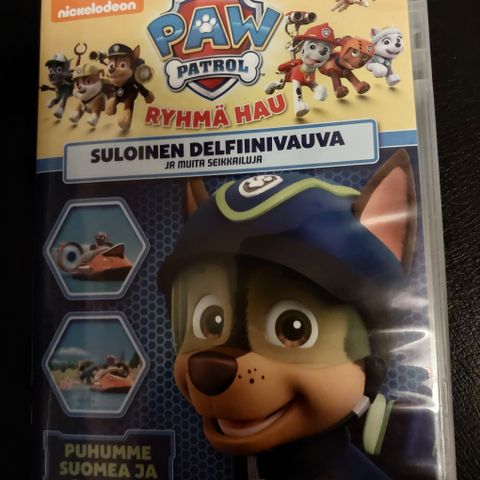 nickelodeon
PAW
PATROL
RYHMÄ HAU
SULOINEN DELFIINIVAUVA
JA MUITA SEIKKAILUJA
PUHUMME
SUOMEA JA